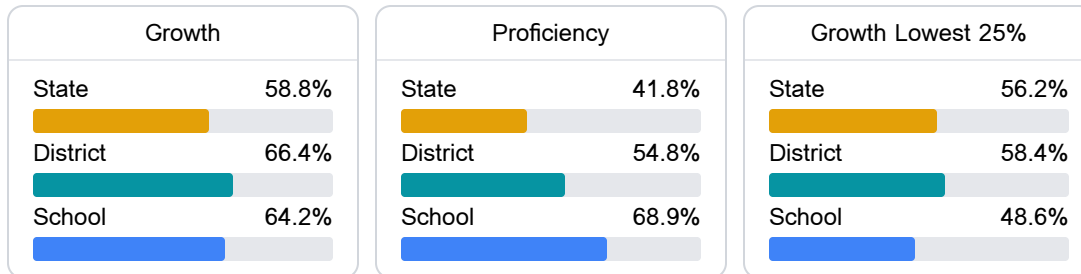 Growth
State 58.8%
District 66.4%
School 64.2%
Proficiency
State 41.8%
District 54.8%
School 68.9%
Growth Lowest 25%
State 56.2%
District 58.4%
School 48.6%